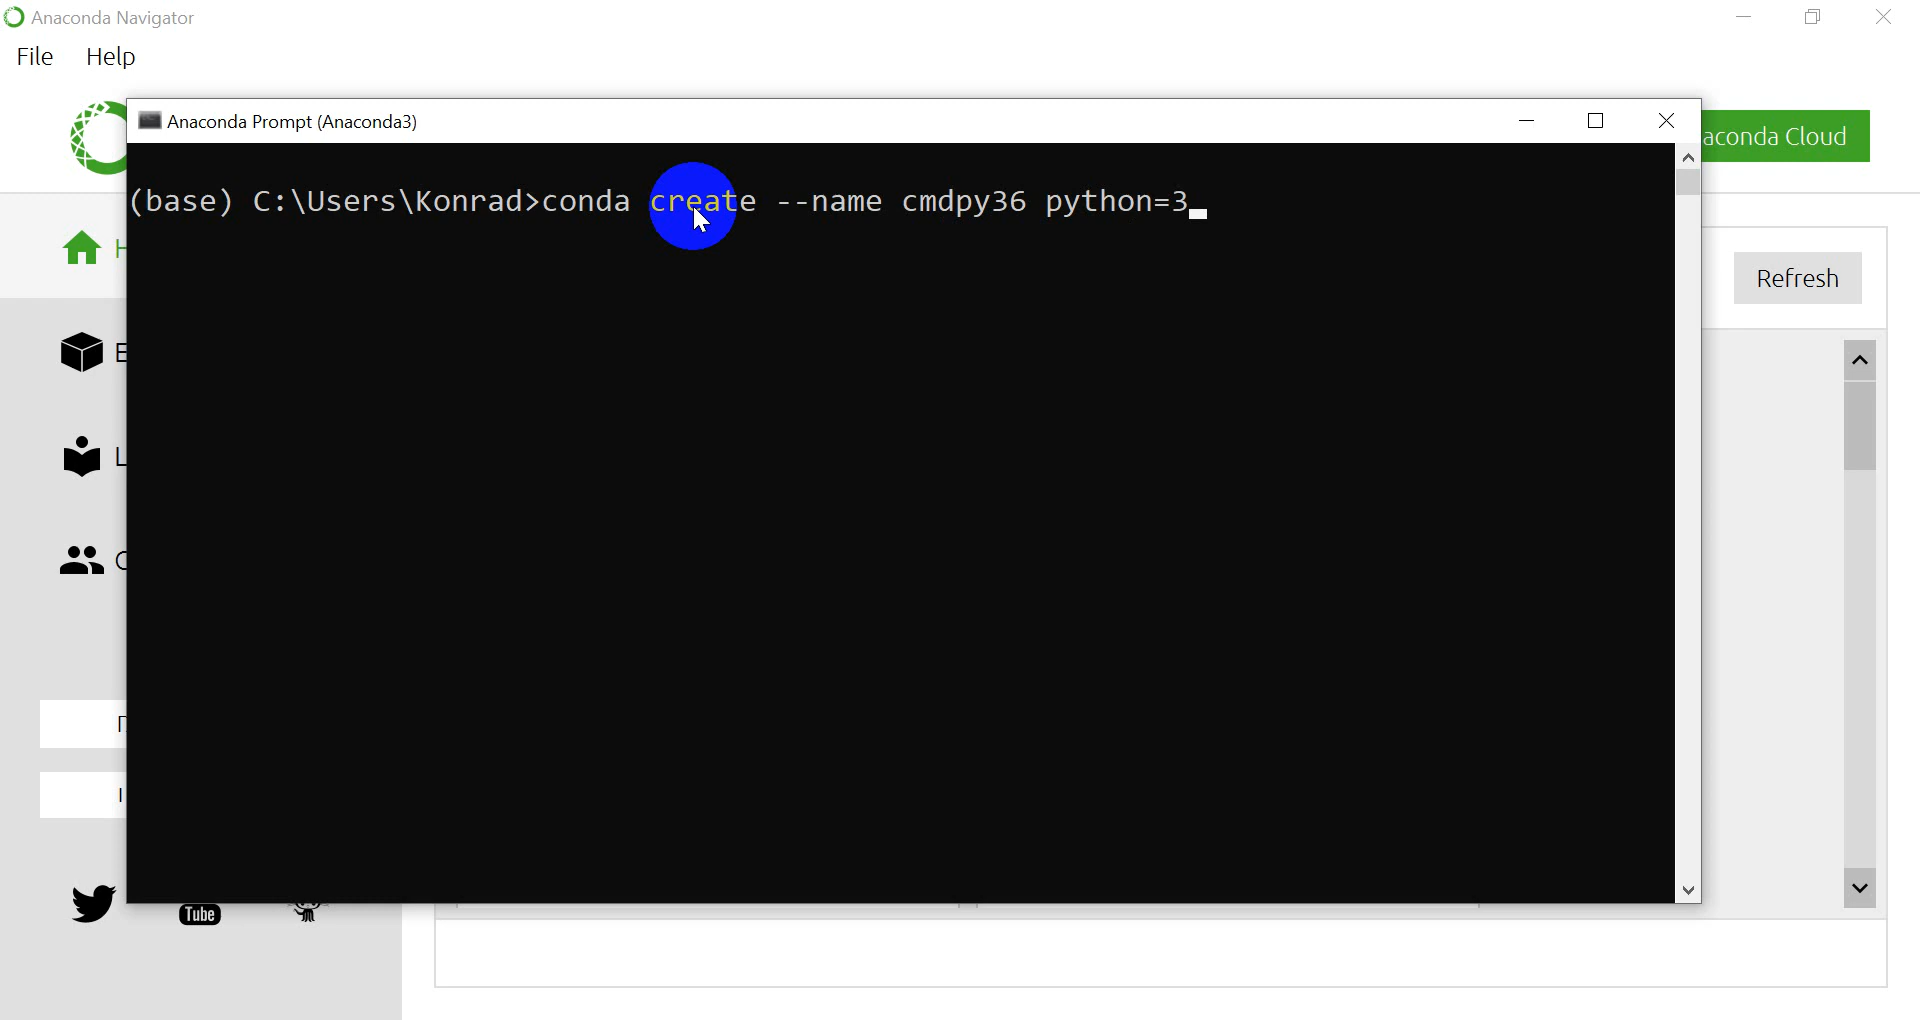 Anaconda Navigator
File Help
Anaconda Prompt (Anaconda3)
aconda Cloud
(base) C:\Users\Konrad>conda create --name cmdpy36 python=3
Refresh
Tube